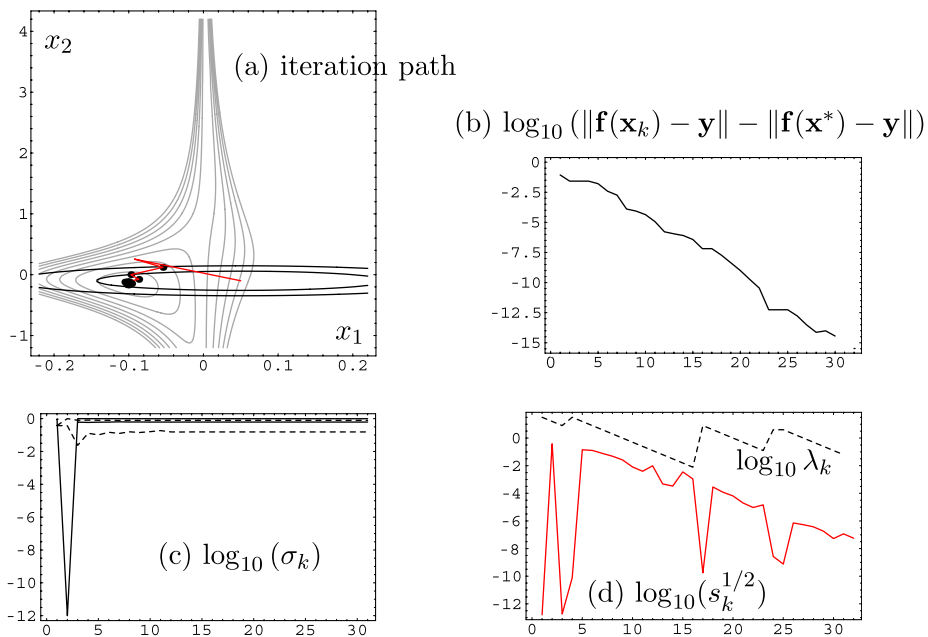 4
x₂
(a) iteration path
3
2
1
0
-1
x₁
-0.2 -0.1 0 0.1 0.2
(b) log₁₀ (‖f(xₖ) − y‖ − ‖f(x*) − y‖)
0
-2.5
-5
-7.5
-10
-12.5
-15
0 5 10 15 20 25 30
0
-2
-4
-6
-8
-10
-12
(c) log₁₀ (σₖ)
0 5 10 15 20 25 30
0
-2
-4
-6
-8
-10
-12
log₁₀ λₖ
(d) log₁₀(sₖ^{1/2})
0 5 10 15 20 25 30